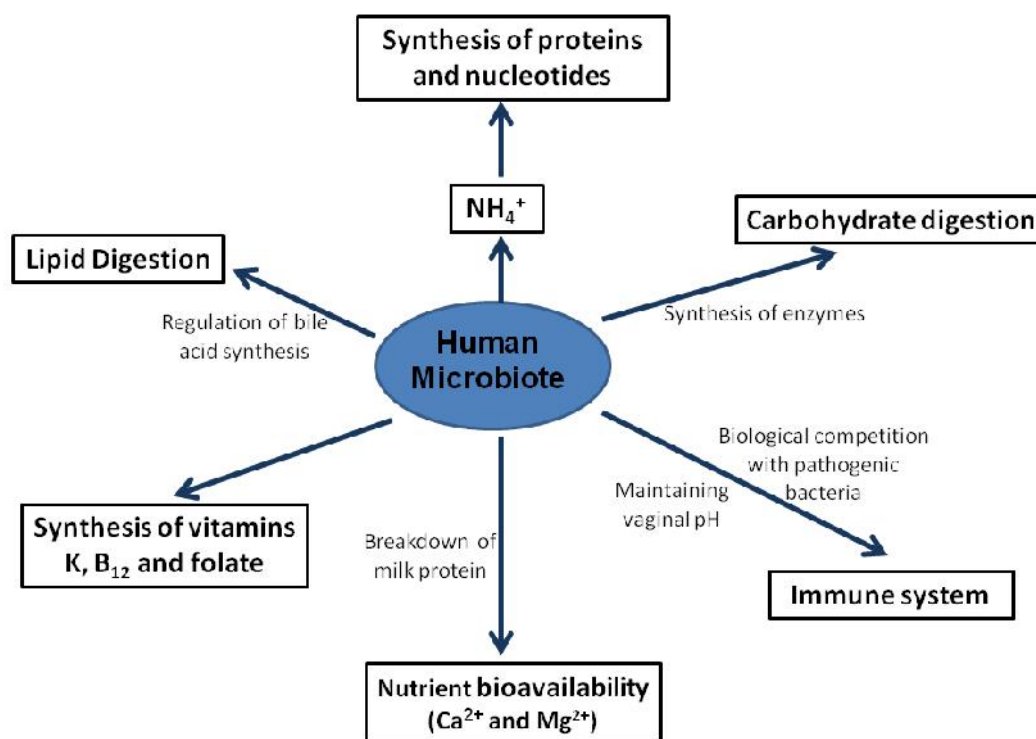 Synthesis of proteins
and nucleotides
NH₄⁺
Carbohydrate digestion
Lipid Digestion
Regulation of bile
acid synthesis
Synthesis of enzymes
Human
Microbiote
Biological competition
with pathogenic
bacteria
Maintaining
vaginal pH
Synthesis of vitamins
K, B₁₂ and folate
Breakdown of
milk protein
Immune system
Nutrient bioavailability
(Ca²⁺ and Mg²⁺)